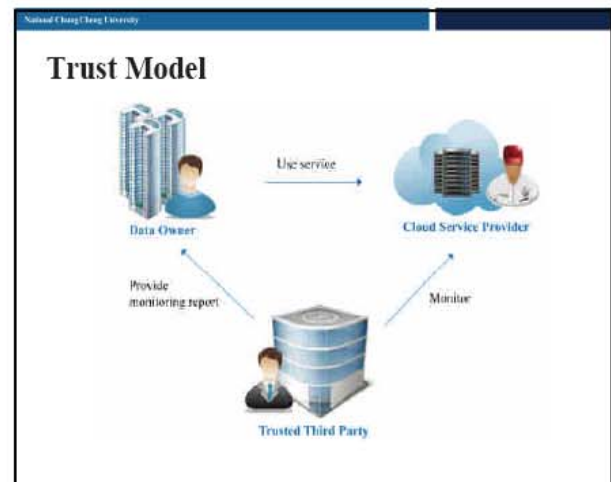 National Chung Cheng University
Trust Model
Use service
Data Owner
Cloud Service Provider
Provide
monitoring report
Monitor
Trusted Third Party